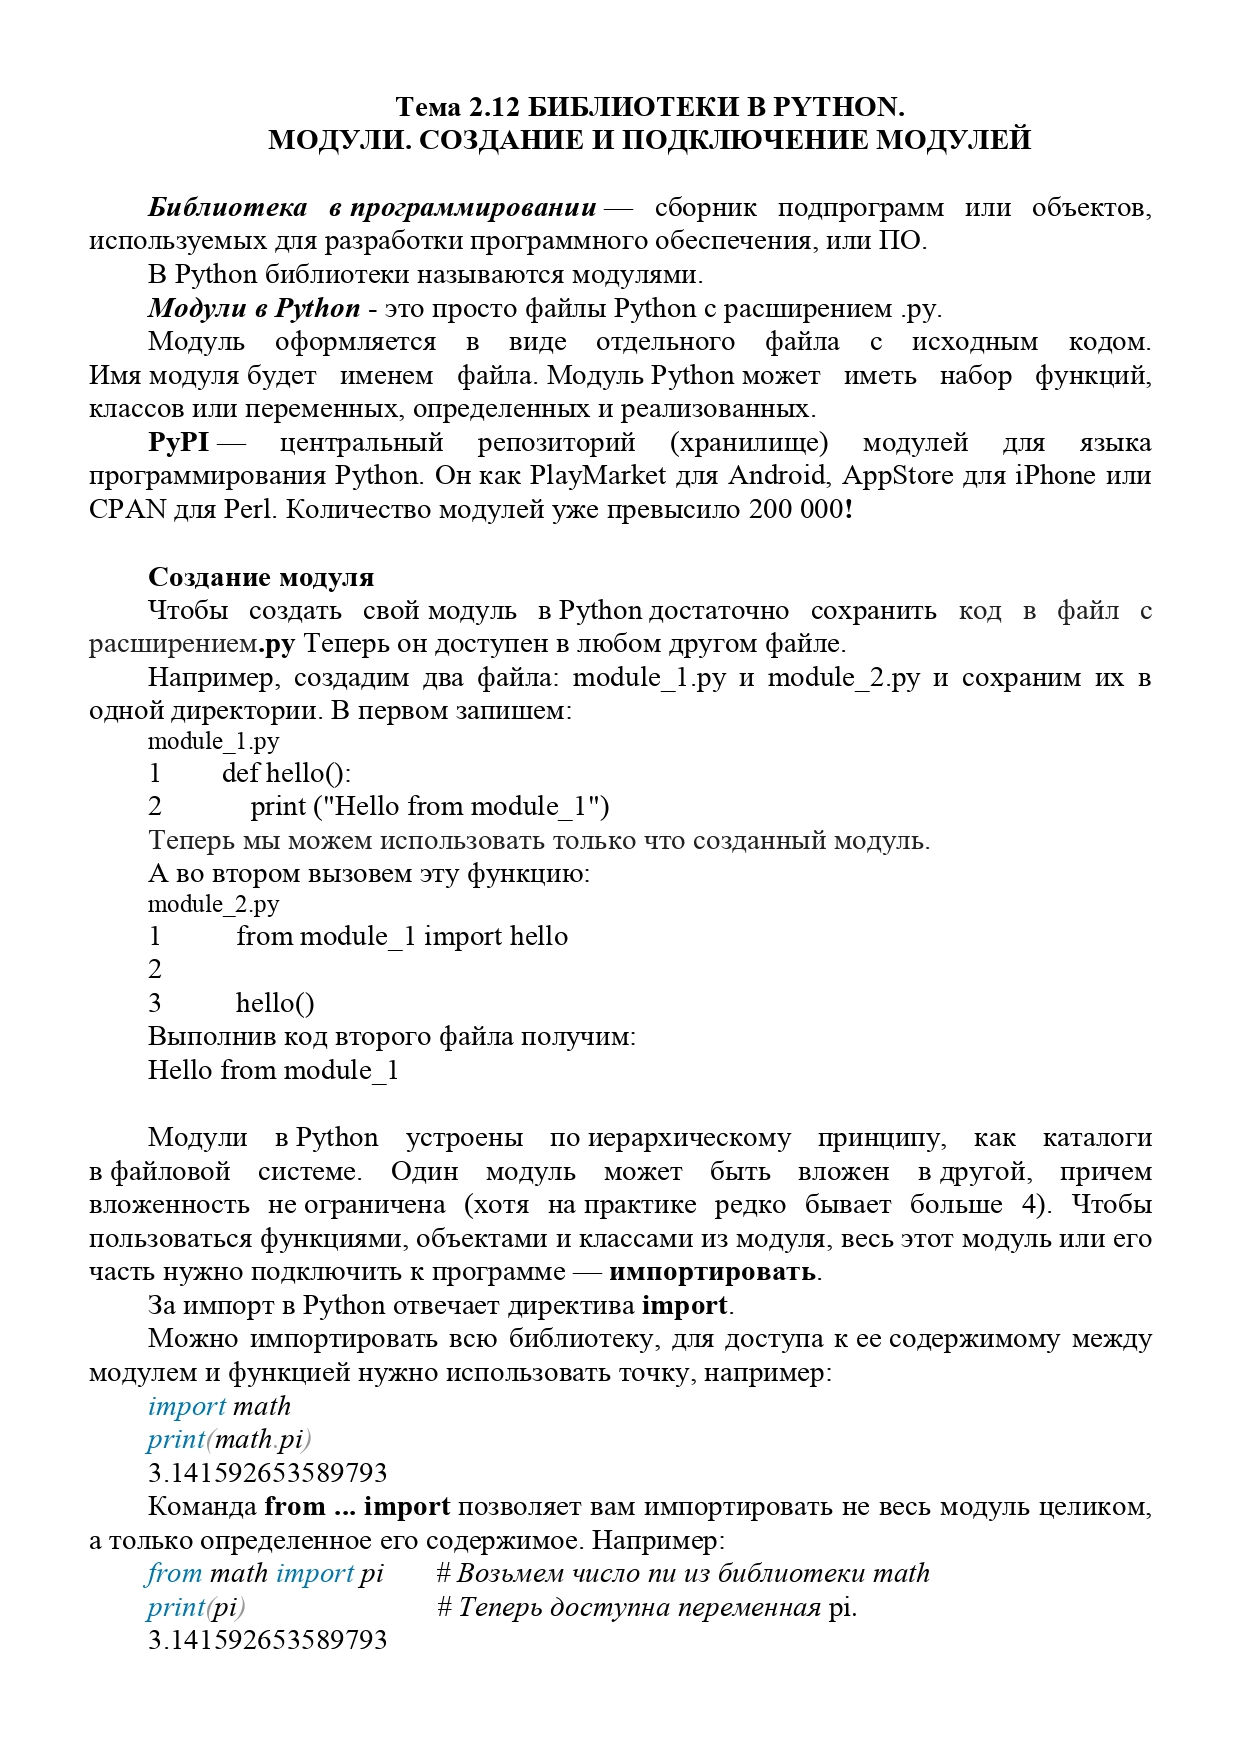 Тема 2.12 БИБЛИОТЕКИ В PYTHON.
МОДУЛИ. СОЗДАНИЕ И ПОДКЛЮЧЕНИЕ МОДУЛЕЙ
Библиотека в программировании — сборник подпрограмм или объектов,
используемых для разработки программного обеспечения, или ПО.
В Python библиотеки называются модулями.
Модули в Python - это просто файлы Python с расширением .py.
Модуль оформляется в виде отдельного файла с исходным кодом.
Имя модуля будет именем файла. Модуль Python может иметь набор функций,
классов или переменных, определенных и реализованных.
PyPI — центральный репозиторий (хранилище) модулей для языка
программирования Python. Он как PlayMarket для Android, AppStore для iPhone или
CPAN для Perl. Количество модулей уже превысило 200 000!
Создание модуля
Чтобы создать свой модуль в Python достаточно сохранить код в файл с
расширением.py Теперь он доступен в любом другом файле.
Например, создадим два файла: module_1.py и module_2.py и сохраним их в
одной директории. В первом запишем:
module_1.py
1 def hello():
2 print ("Hello from module_1")
Теперь мы можем использовать только что созданный модуль.
А во втором вызовем эту функцию:
module_2.py
1 from module_1 import hello
2
3 hello()
Выполнив код второго файла получим:
Hello from module_1
Модули в Python устроены по иерархическому принципу, как каталоги
в файловой системе. Один модуль может быть вложен в другой, причем
вложенность не ограничена (хотя на практике редко бывает больше 4). Чтобы
пользоваться функциями, объектами и классами из модуля, весь этот модуль или его
часть нужно подключить к программе — импортировать.
За импорт в Python отвечает директива import.
Можно импортировать всю библиотеку, для доступа к ее содержимому между
модулем и функцией нужно использовать точку, например:
import math
print(math.pi)
3.141592653589793
Команда from ... import позволяет вам импортировать не весь модуль целиком,
а только определенное его содержимое. Например:
from math import pi # Возьмем число пи из библиотеки math
print(pi) # Теперь доступна переменная pi.
3.141592653589793